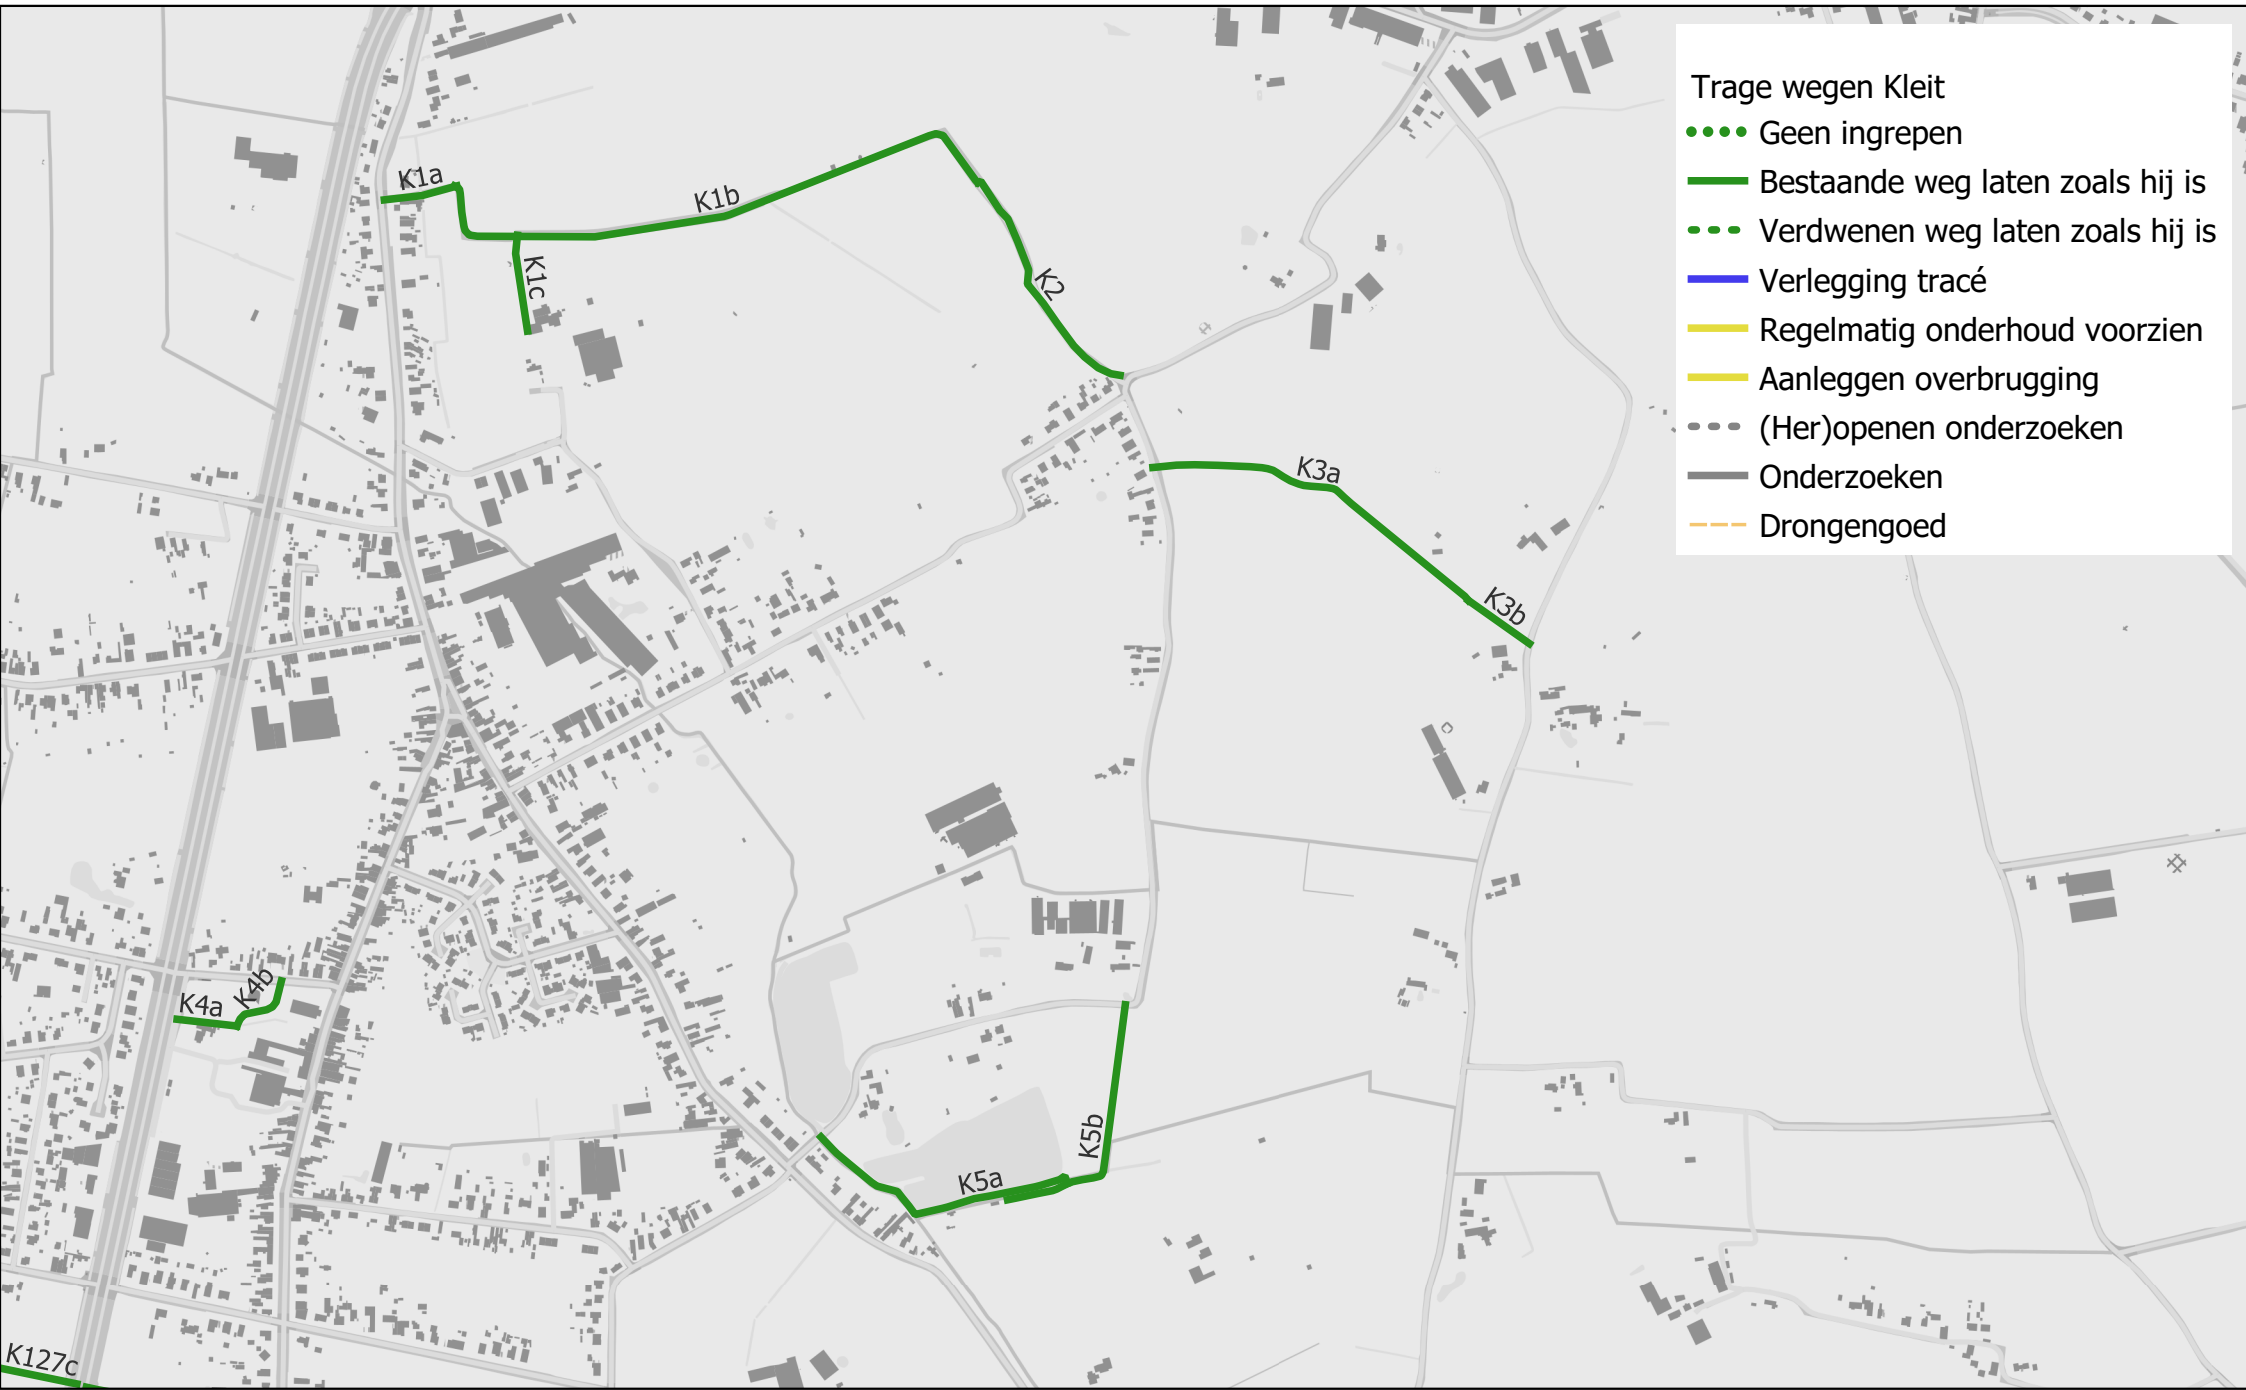 Trage wegen Kleit
Geen ingrepen
Bestaande weg laten zoals hij is
Verdwenen weg laten zoals hij is
Verlegging tracé
Regelmatig onderhoud voorzien
Aanleggen overbrugging
(Her)openen onderzoeken
Onderzoeken
Drongengoed
K1a
K1b
K1c
K2
K3a
K3b
K4a
K4b
K5a
K5b
K127c